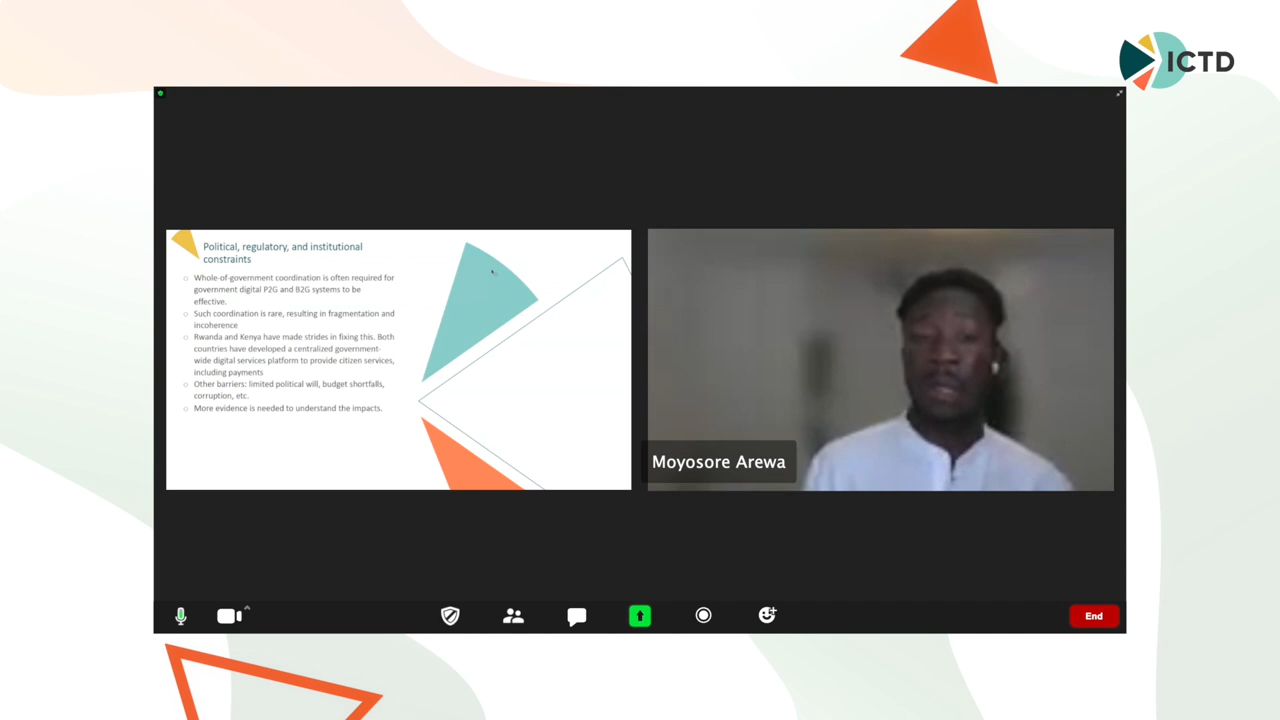 ICTD
Political, regulatory, and institutional
constraints
Whole-of-government coordination is often required for
government digital P2G and B2G systems to be
effective.
Such coordination is rare, resulting in fragmentation and
incoherence
Rwanda and Kenya have made strides in fixing this. Both
countries have developed a centralized government-
wide digital services platform to provide citizen services,
including payments
Other barriers: limited political will, budget shortfalls,
corruption, etc.
More evidence is needed to understand the impacts.
Moyosore Arewa
End